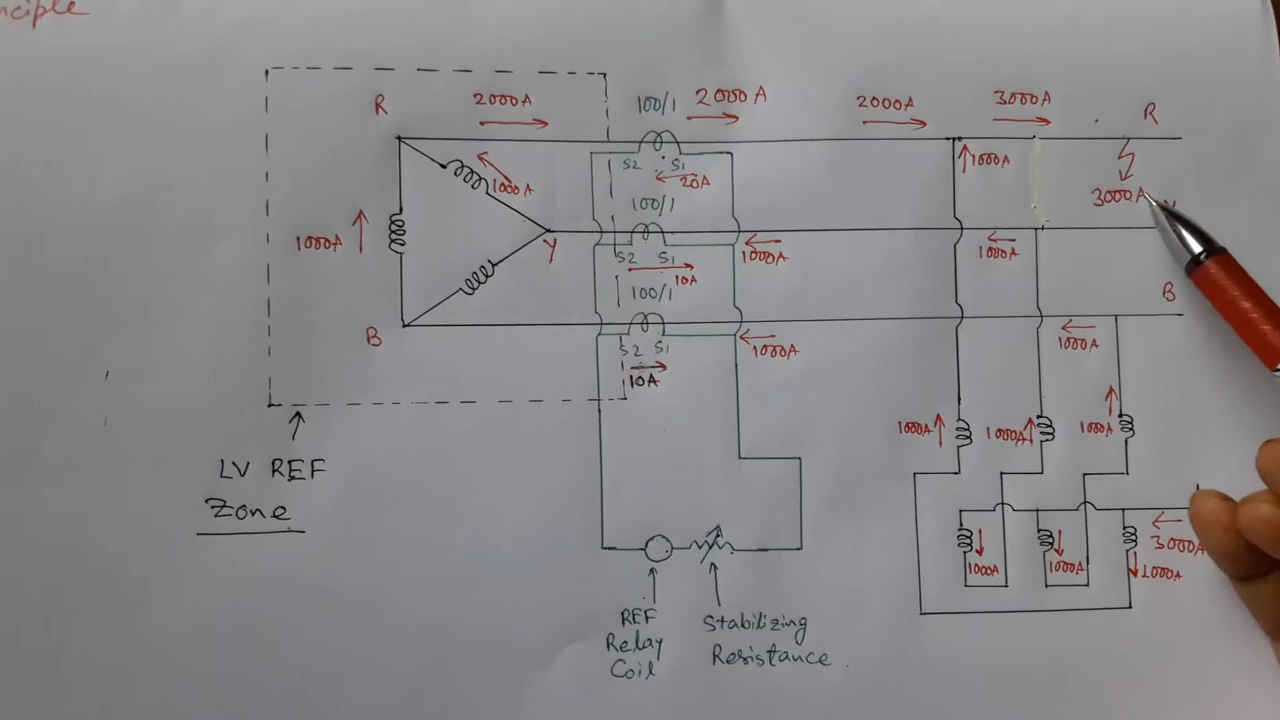 nciple
R
2000A
100/1
2000A
2000A
3000A
R
S2
S1
20A
1000A
1000A
3000A
100/1
1000A
Y
S2
S1
10A
1000A
1000A
100/1
B
B
S2
S1
10A
1000A
1000A
1000A
1000A
1000A
LV REF
Zone
3000A
1000A
1000A
1000A
REF
Relay
Coil
Stabilizing
Resistance.